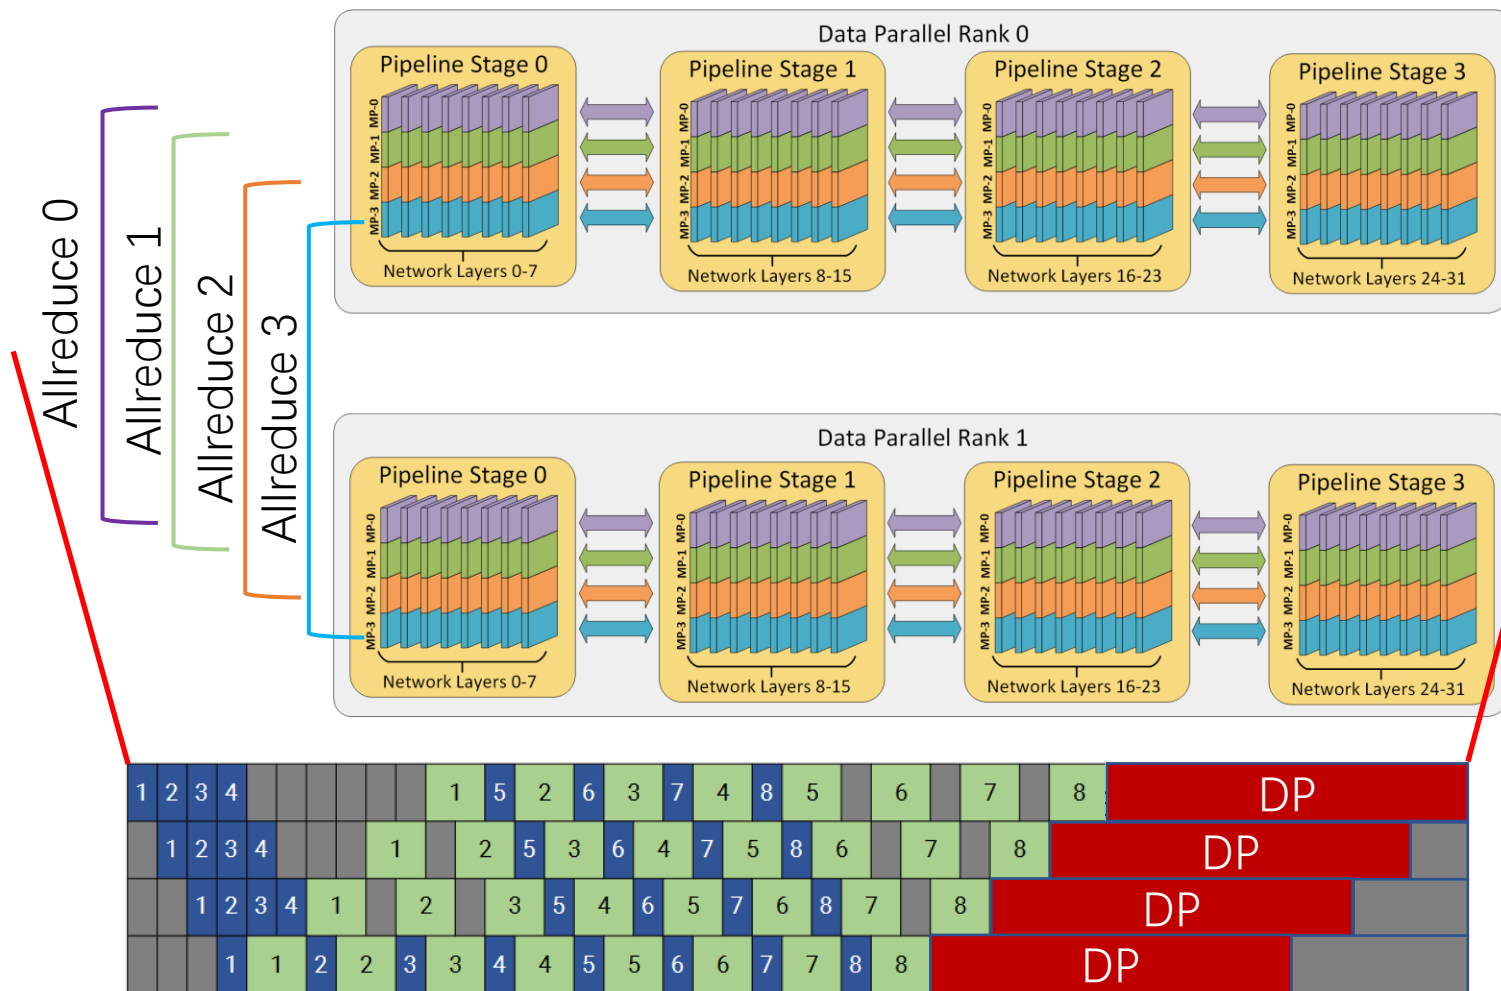 Data Parallel Rank 0
Pipeline Stage 0 Pipeline Stage 1 Pipeline Stage 2 Pipeline Stage 3
MP-0 MP-0 MP-0 MP-0
MP-1 MP-1 MP-1 MP-1
MP-2 MP-2 MP-2 MP-2
MP-3 MP-3 MP-3 MP-3
Network Layers 0-7 Network Layers 8-15 Network Layers 16-23 Network Layers 24-31
Allreduce 0
Allreduce 1
Allreduce 2
Allreduce 3
Data Parallel Rank 1
Pipeline Stage 0 Pipeline Stage 1 Pipeline Stage 2 Pipeline Stage 3
MP-0 MP-0 MP-0 MP-0
MP-1 MP-1 MP-1 MP-1
MP-2 MP-2 MP-2 MP-2
MP-3 MP-3 MP-3 MP-3
Network Layers 0-7 Network Layers 8-15 Network Layers 16-23 Network Layers 24-31
1 2 3 4 1 5 2 6 3 7 4 8 5 6 7 8 DP
1 2 3 4 1 2 5 3 6 4 7 5 8 6 7 8 DP
1 2 3 4 1 2 3 5 4 6 5 7 6 8 7 8 DP
1 1 2 2 3 3 4 4 5 5 6 6 7 7 8 8 DP